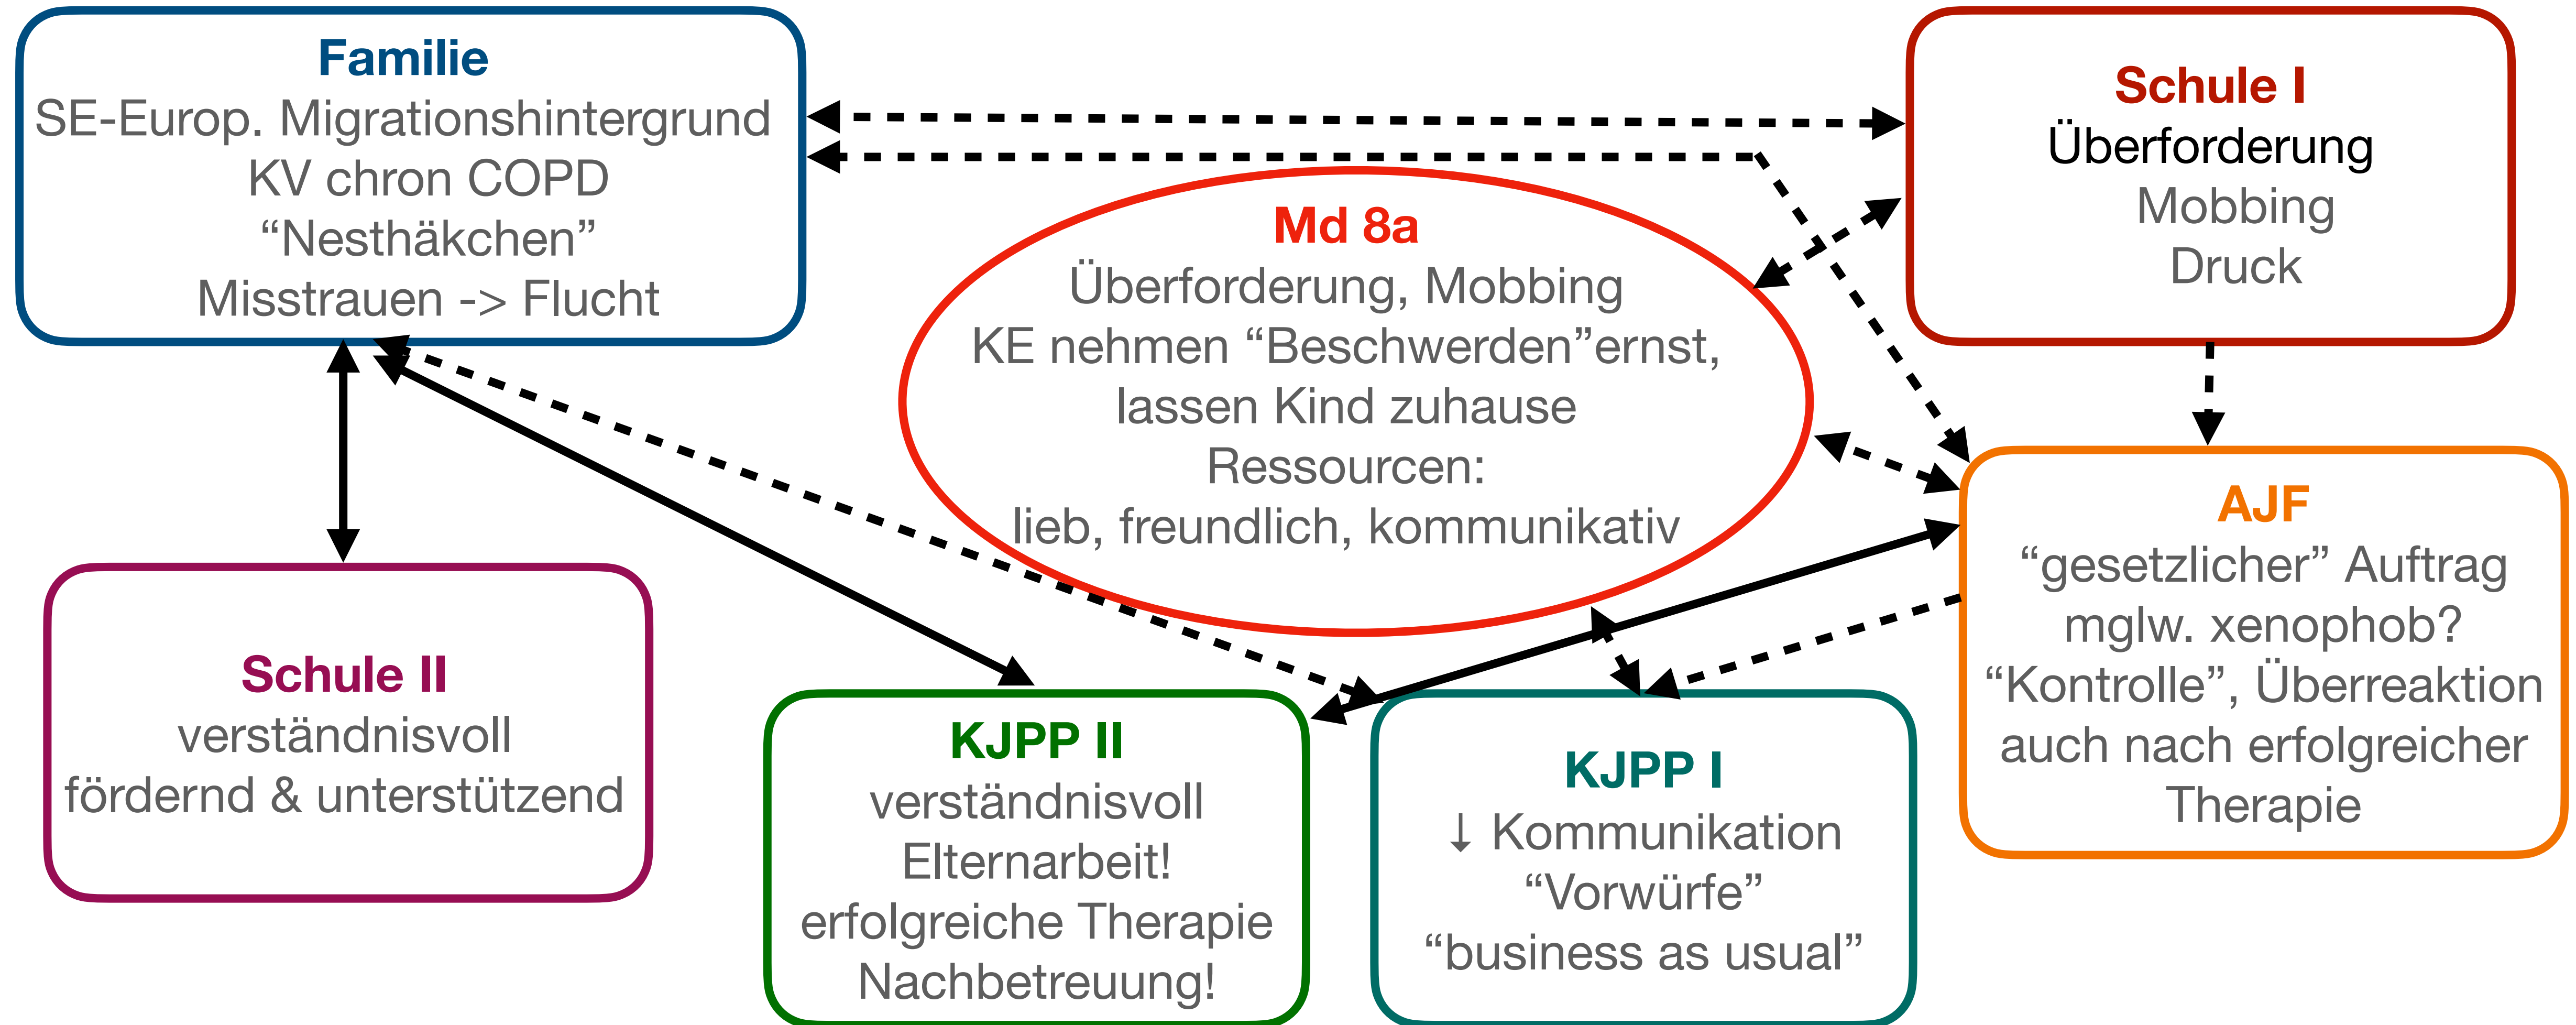 Familie
SE-Europ. Migrationshintergrund
KV chron COPD
“Nesthäkchen”
Misstrauen -> Flucht
Schule I
Überforderung
Mobbing
Druck
Md 8a
Überforderung, Mobbing
KE nehmen “Beschwerden”ernst,
lassen Kind zuhause
Ressourcen:
lieb, freundlich, kommunikativ
AJF
“gesetzlicher” Auftrag
mglw. xenophob?
“Kontrolle”, Überreaktion
auch nach erfolgreicher
Therapie
Schule II
verständnisvoll
fördernd & unterstützend
KJPP II
verständnisvoll
Elternarbeit!
erfolgreiche Therapie
Nachbetreuung!
KJPP I
↓ Kommunikation
“Vorwürfe”
“business as usual”